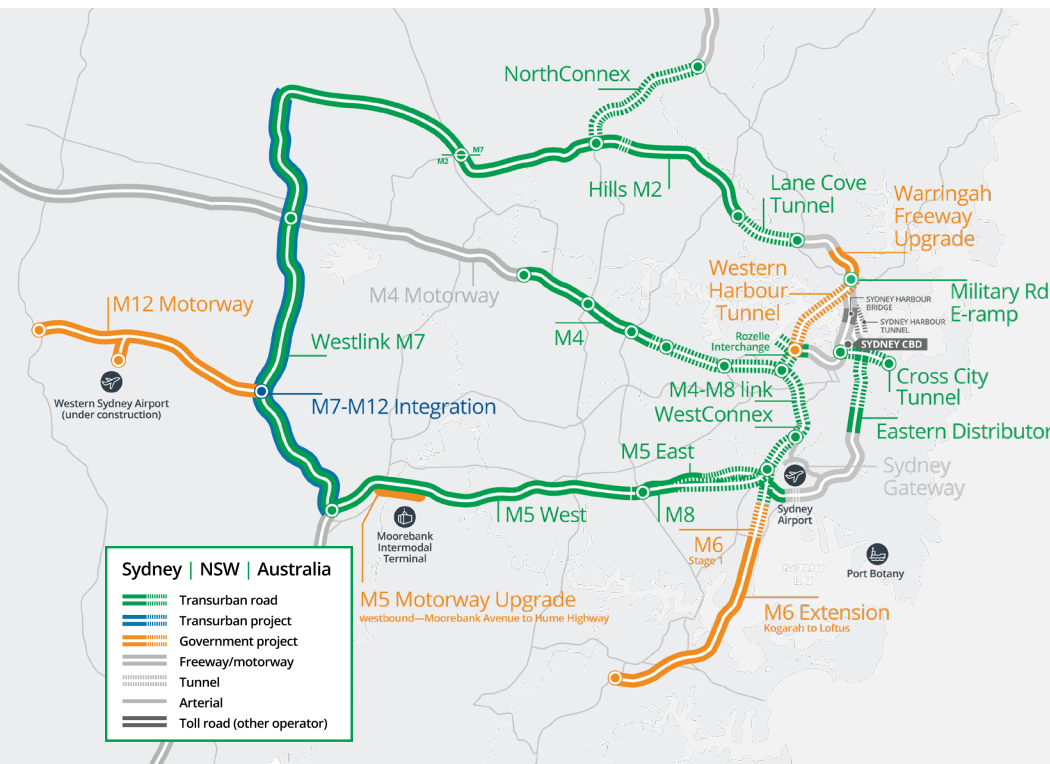 NorthConnex
M7
M2
Hills M2
Lane Cove
Tunnel
Warringah
Freeway
Upgrade
Western
Harbour
Tunnel
M4 Motorway
M12 Motorway
Military Rd
E-ramp
SYDNEY HARBOUR
BRIDGE
SYDNEY HARBOUR
TUNNEL
SYDNEY CBD
Rozelle
Interchange
M4
Westlink M7
Cross City
Tunnel
M4-M8 link
WestConnex
Western Sydney Airport
(under construction)
M7-M12 Integration
Eastern Distributor
M5 East
Sydney
Gateway
M5 West
M8
Sydney
Airport
Moorebank
Intermodal
Terminal
M6
Stage 1
BOTANY
BAY
Port Botany
M5 Motorway Upgrade
westbound—Moorebank Avenue to Hume Highway
M6 Extension
Kogarah to Loftus
Sydney | NSW | Australia
Transurban road
Transurban project
Government project
Freeway/motorway
Tunnel
Arterial
Toll road (other operator)